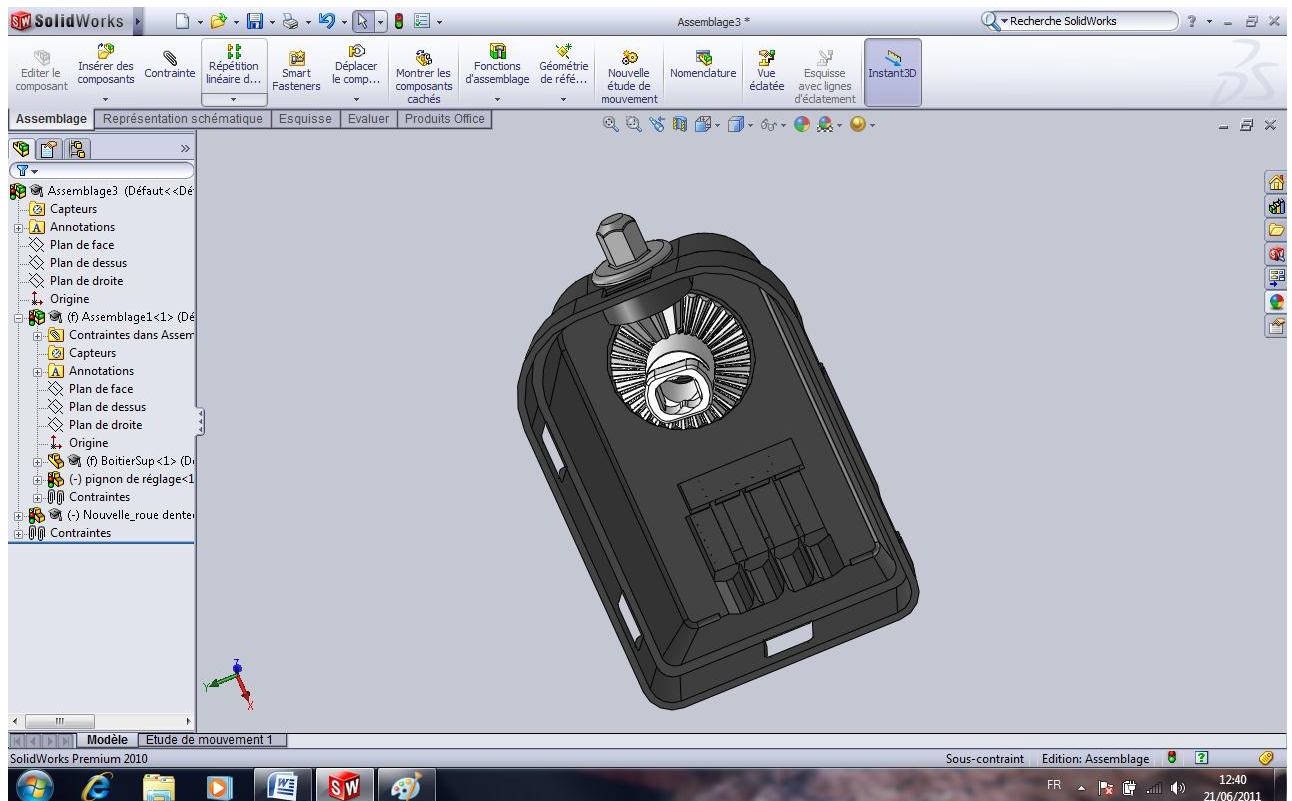 SolidWorks
Assemblage3 *
Recherche SolidWorks
Editer le composant
Insérer des composants
Contrainte
Répétition linéaire d...
Smart Fasteners
Déplacer le comp...
Montrer les composants cachés
Fonctions d'assemblage
Géométrie de réfé...
Nouvelle étude de mouvement
Nomenclature
Vue éclatée
Esquisse avec lignes d'éclatement
Instant3D
Assemblage
Représentation schématique
Esquisse
Evaluer
Produits Office
Assemblage3 (Défaut<<Dé
Capteurs
Annotations
Plan de face
Plan de dessus
Plan de droite
Origine
(f) Assemblage1<1> (Dé
Contraintes dans Assem
Capteurs
Annotations
Plan de face
Plan de dessus
Plan de droite
Origine
(f) BoitierSup<1> (D
(-) pignon de réglage<1
Contraintes
(-) Nouvelle_roue dente
Contraintes
Z
Y
X
Modèle
Etude de mouvement 1
SolidWorks Premium 2010
Sous-contraint
Edition: Assemblage
FR
12:40
21/06/2011